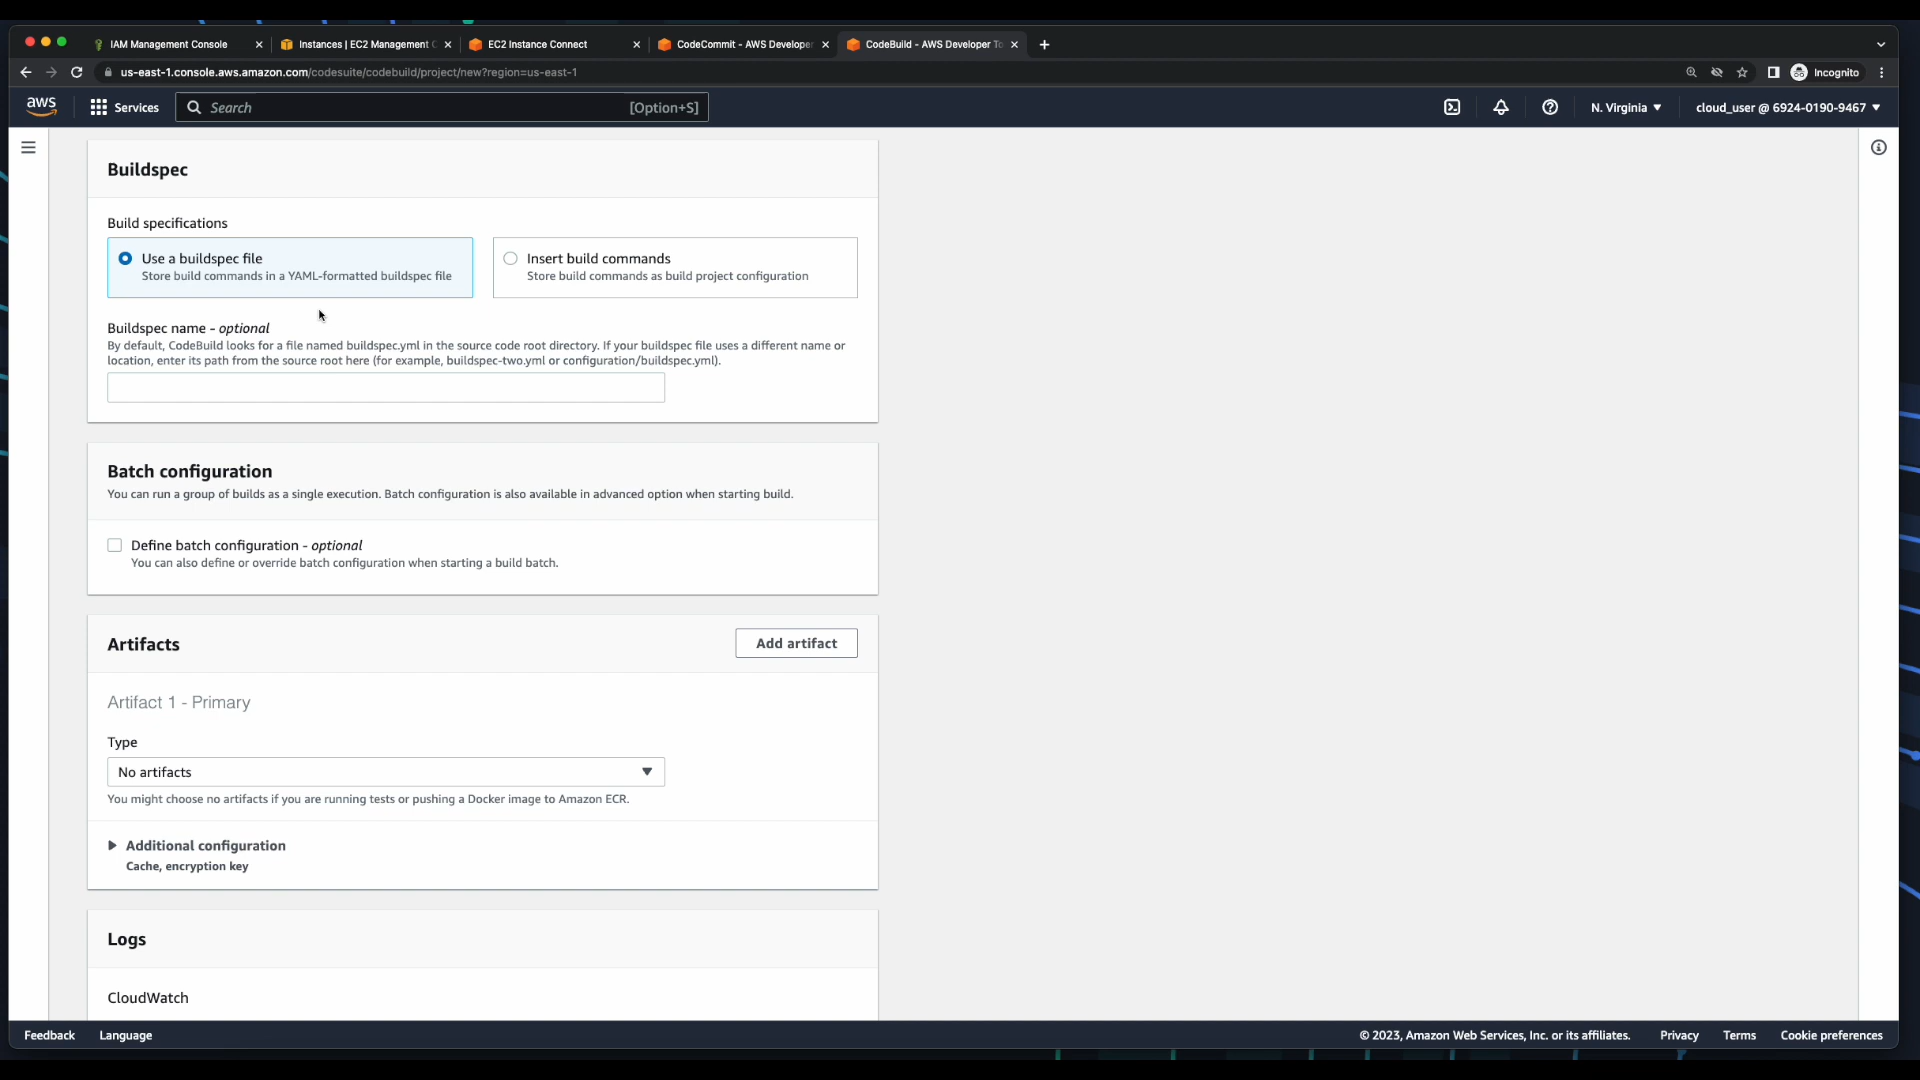 IAM Management Console
Instances | EC2 Management C
EC2 Instance Connect
CodeCommit - AWS Developer
CodeBuild - AWS Developer To
us-east-1.console.aws.amazon.com/codesuite/codebuild/project/new?region=us-east-1
Incognito
aws
Services
Search
[Option+S]
N. Virginia
cloud_user @ 6924-0190-9467
Buildspec
Build specifications
Use a buildspec file
Store build commands in a YAML-formatted buildspec file
Insert build commands
Store build commands as build project configuration
Buildspec name - optional
By default, CodeBuild looks for a file named buildspec.yml in the source code root directory. If your buildspec file uses a different name or
location, enter its path from the source root here (for example, buildspec-two.yml or configuration/buildspec.yml).
Batch configuration
You can run a group of builds as a single execution. Batch configuration is also available in advanced option when starting build.
Define batch configuration - optional
You can also define or override batch configuration when starting a build batch.
Artifacts
Add artifact
Artifact 1 - Primary
Type
No artifacts
You might choose no artifacts if you are running tests or pushing a Docker image to Amazon ECR.
Additional configuration
Cache, encryption key
Logs
CloudWatch
Feedback
Language
© 2023, Amazon Web Services, Inc. or its affiliates.
Privacy
Terms
Cookie preferences